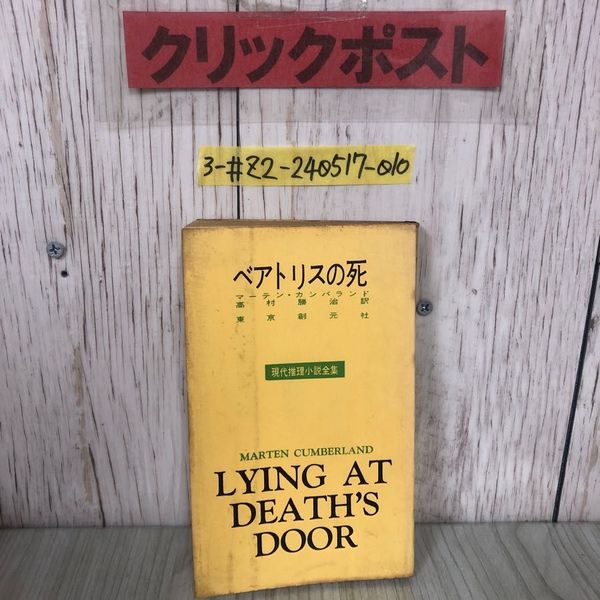 クリックポスト
3-#Z2-240517-010
ベアトリスの死
マーテン・カンバランド
高村勝治訳
東京創元社
現代推理小説全集
MARTEN CUMBERLAND
LYING AT
DEATH'S
DOOR